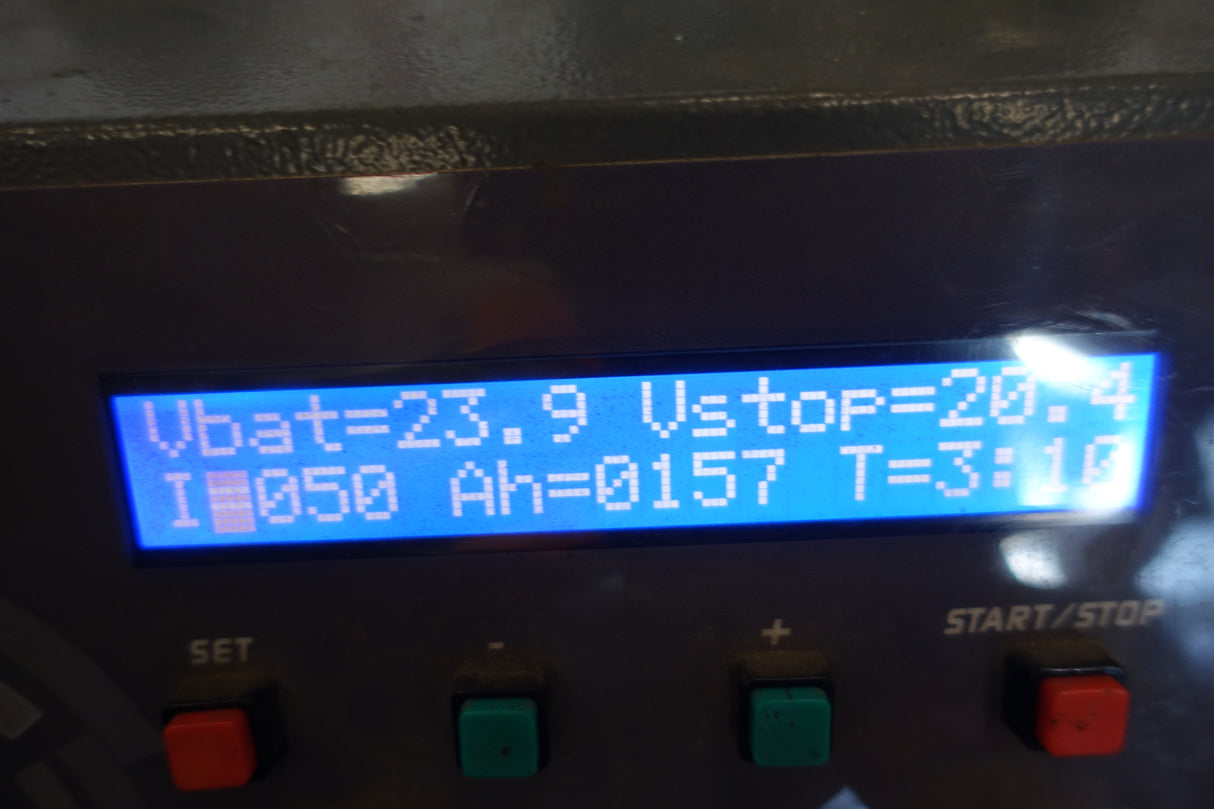 Vbat=23.9 Vstop=20.4
I 050 Ah=0157 T=3:10
SET - + START/STOP